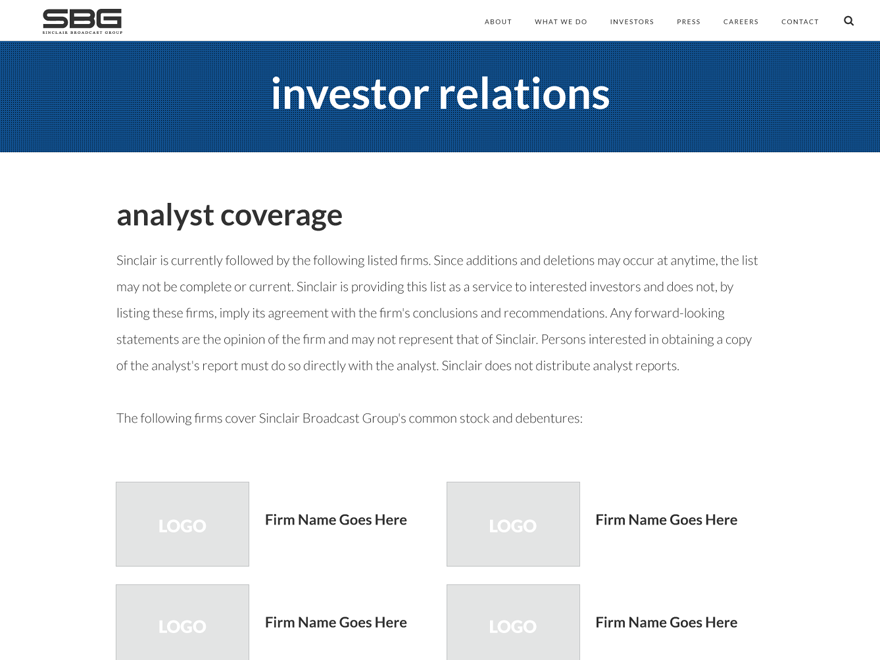 SBG
SINCLAIR BROADCAST GROUP
ABOUT WHAT WE DO INVESTORS PRESS CAREERS CONTACT
investor relations
analyst coverage
Sinclair is currently followed by the following listed firms. Since additions and deletions may occur at anytime, the list
may not be complete or current. Sinclair is providing this list as a service to interested investors and does not, by
listing these firms, imply its agreement with the firm's conclusions and recommendations. Any forward-looking
statements are the opinion of the firm and may not represent that of Sinclair. Persons interested in obtaining a copy
of the analyst's report must do so directly with the analyst. Sinclair does not distribute analyst reports.
The following firms cover Sinclair Broadcast Group's common stock and debentures:
LOGO Firm Name Goes Here LOGO Firm Name Goes Here
LOGO Firm Name Goes Here LOGO Firm Name Goes Here